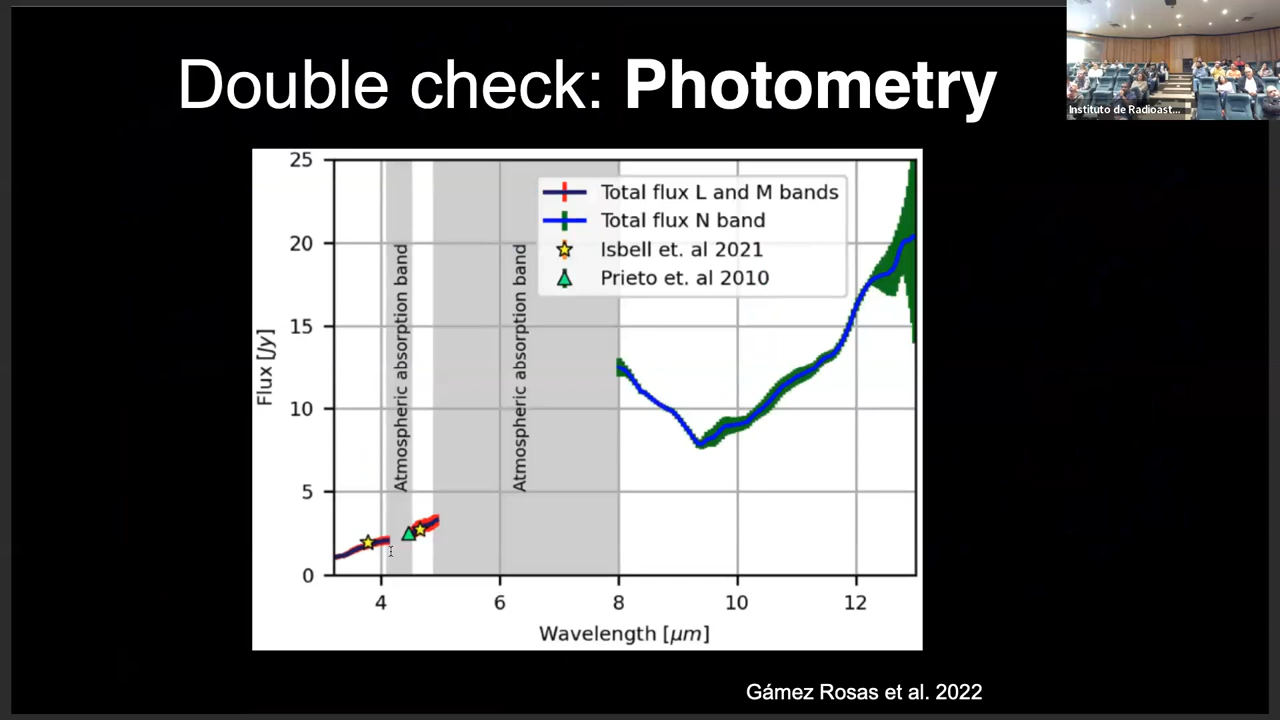 Double check: Photometry
Instituto de Radioast...
25
20
15
10
5
0
Flux [Jy]
Atmospheric absorption band
Atmospheric absorption band
Total flux L and M bands
Total flux N band
Isbell et. al 2021
Prieto et. al 2010
4 6 8 10 12
Wavelength [μm]
Gámez Rosas et al. 2022